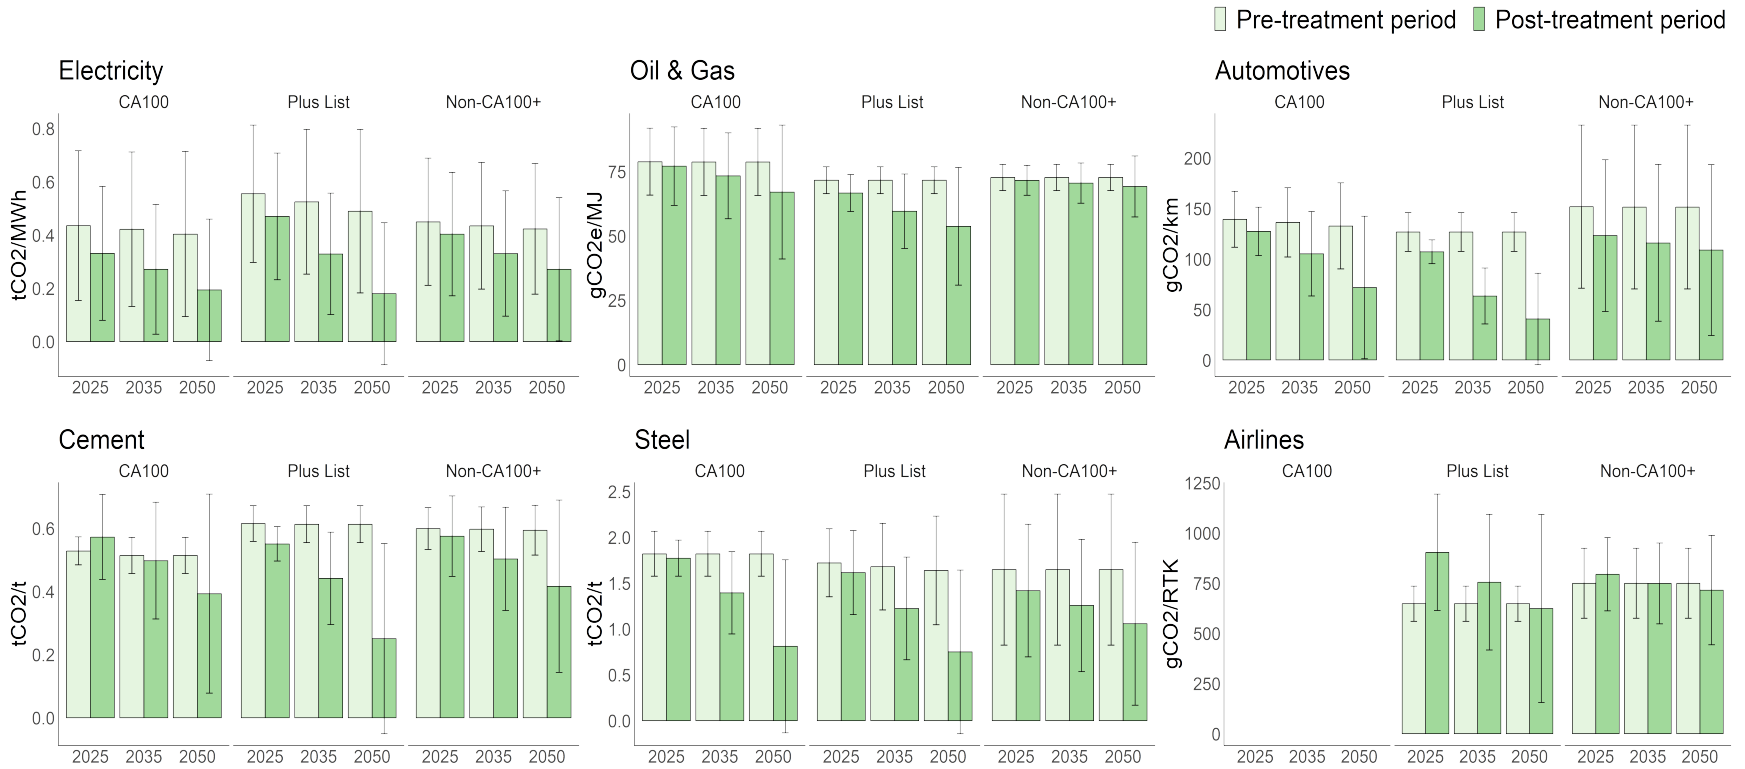 Pre-treatment period Post-treatment period
Electricity
CA100 Plus List Non-CA100+
tCO2/MWh
0.8
0.6
0.4
0.2
0.0
2025 2035 2050 2025 2035 2050 2025 2035 2050
Oil & Gas
CA100 Plus List Non-CA100+
gCO2e/MJ
75
50
25
0
2025 2035 2050 2025 2035 2050 2025 2035 2050
Automotives
CA100 Plus List Non-CA100+
gCO2/km
200
150
100
50
0
2025 2035 2050 2025 2035 2050 2025 2035 2050
Cement
CA100 Plus List Non-CA100+
tCO2/t
0.6
0.4
0.2
0.0
2025 2035 2050 2025 2035 2050 2025 2035 2050
Steel
CA100 Plus List Non-CA100+
tCO2/t
2.5
2.0
1.5
1.0
0.5
0.0
2025 2035 2050 2025 2035 2050 2025 2035 2050
Airlines
CA100 Plus List Non-CA100+
gCO2/RTK
1250
1000
750
500
250
0
2025 2035 2050 2025 2035 2050 2025 2035 2050